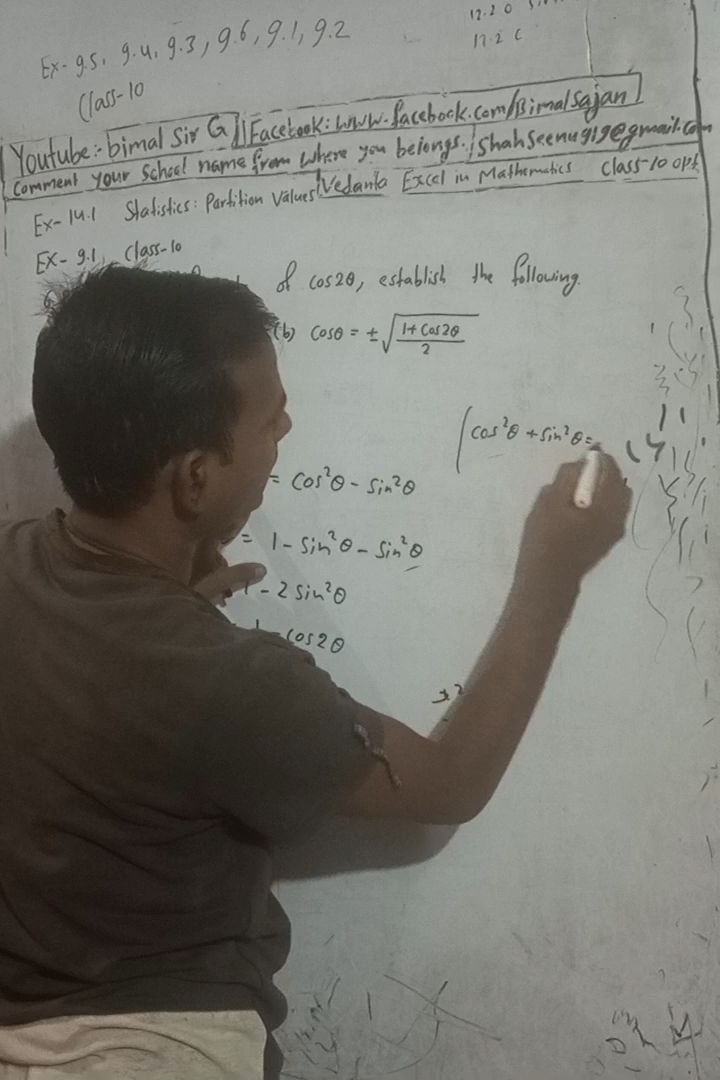 Ex- 9.5, 9.4, 9.3, 9.6, 9.1, 9.2
12.2 C
Class-10
Youtube:- bimal Sir G || Facebook: www.facebook.com/Bimalsajan
Comment your School name from where you belongs. | Shahseenu919@gmail.com
Ex- 14.1 Statistics: Partition Values | Vedanta Excel in Mathematics Class-10 opt
Ex- 9.1 Class-10
of cos2θ, establish the following.
(b) Cosθ = ±√(1+Cos2θ/2)
(cos²θ + sin²θ =
= Cos²θ - Sin²θ
= 1 - Sin²θ - Sin²θ
- 2 sin²θ
cos2θ